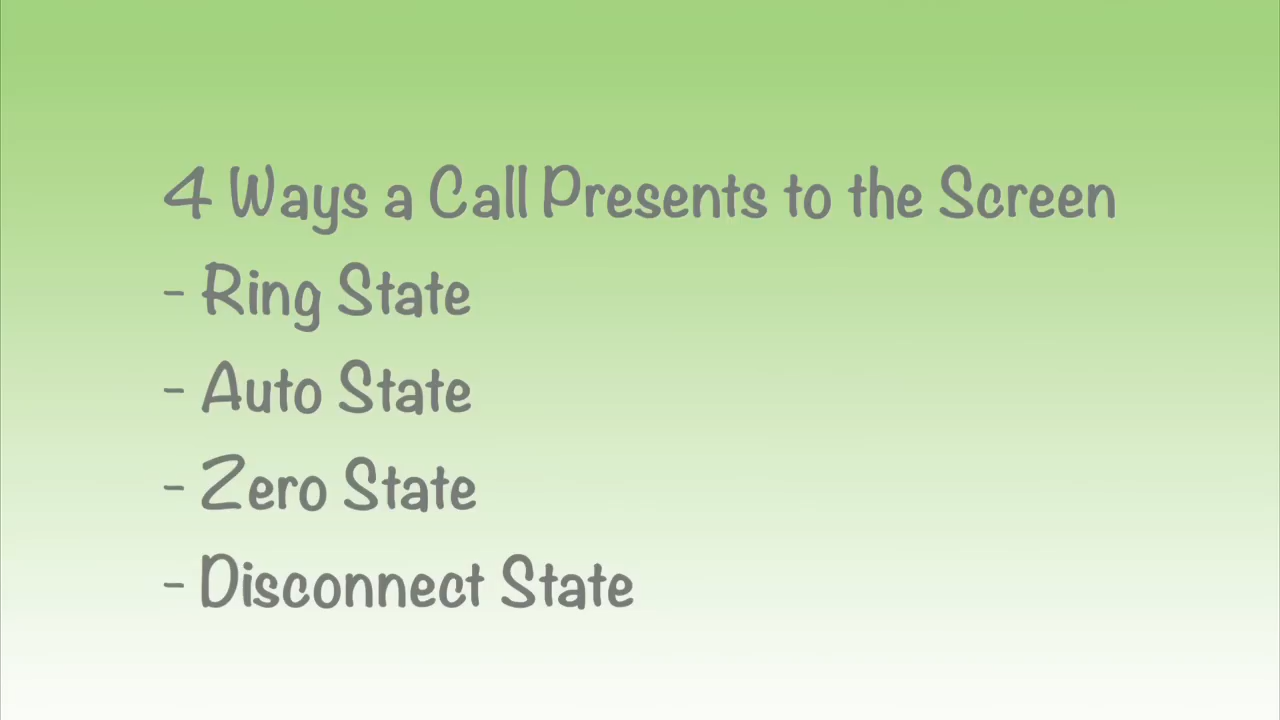 4 Ways a Call Presents to the Screen
- Ring State
- Auto State
- Zero State
- Disconnect State